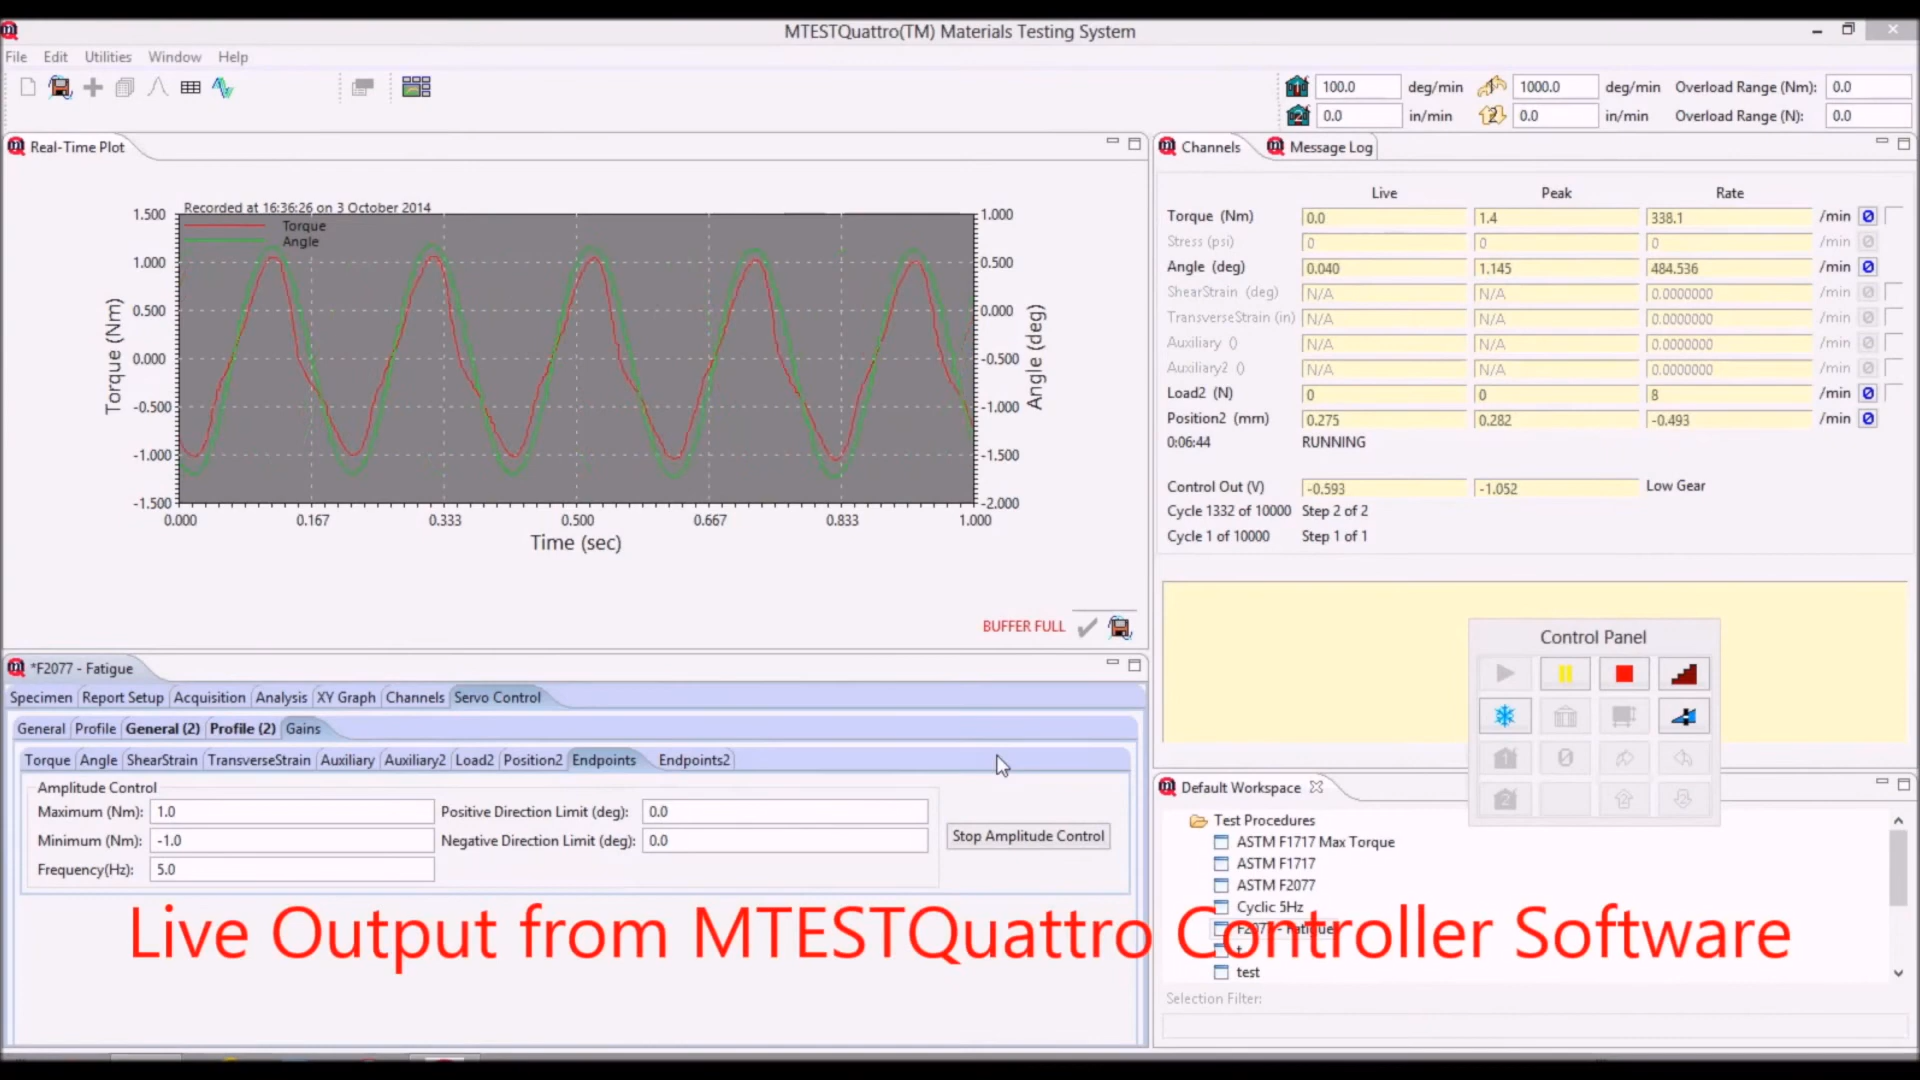 MTESTQuattro(TM) Materials Testing System
File Edit Utilities Window Help
100.0 deg/min 1000.0 deg/min Overload Range (Nm): 0.0
0.0 in/min 0.0 in/min Overload Range (N): 0.0
Real-Time Plot
Recorded at 16:36:26 on 3 October 2014
Torque
Angle
1.500
1.000
0.500
0.000
-0.500
-1.000
-1.500
Torque (Nm)
1.000
0.500
0.000
-0.500
-1.000
-1.500
-2.000
Angle (deg)
0.000 0.167 0.333 0.500 0.667 0.833 1.000
Time (sec)
BUFFER FULL
Channels Message Log
Live Peak Rate
Torque (Nm) 0.0 1.4 338.1 /min
Stress (psi) 0 0 0 /min
Angle (deg) 0.040 1.145 484.536 /min
ShearStrain (deg) N/A N/A 0.0000000 /min
TransverseStrain (in) N/A N/A 0.0000000 /min
Auxiliary () N/A N/A 0.0000000 /min
Auxiliary2 () N/A N/A 0.0000000 /min
Load2 (N) 0 0 8 /min
Position2 (mm) 0.275 0.282 -0.493 /min
0:06:44 RUNNING
Control Out (V) -0.593 -1.052 Low Gear
Cycle 1332 of 10000 Step 2 of 2
Cycle 1 of 10000 Step 1 of 1
Control Panel
*F2077 - Fatigue
Specimen Report Setup Acquisition Analysis XY Graph Channels Servo Control
General Profile General (2) Profile (2) Gains
Torque Angle ShearStrain TransverseStrain Auxiliary Auxiliary2 Load2 Position2 Endpoints Endpoints2
Amplitude Control
Maximum (Nm): 1.0 Positive Direction Limit (deg): 0.0
Minimum (Nm): -1.0 Negative Direction Limit (deg): 0.0
Frequency(Hz): 5.0
Stop Amplitude Control
Default Workspace
Test Procedures
ASTM F1717 Max Torque
ASTM F1717
ASTM F2077
Cyclic 5Hz
F2077 - Fatigue
t
test
Selection Filter:
Live Output from MTESTQuattro Controller Software